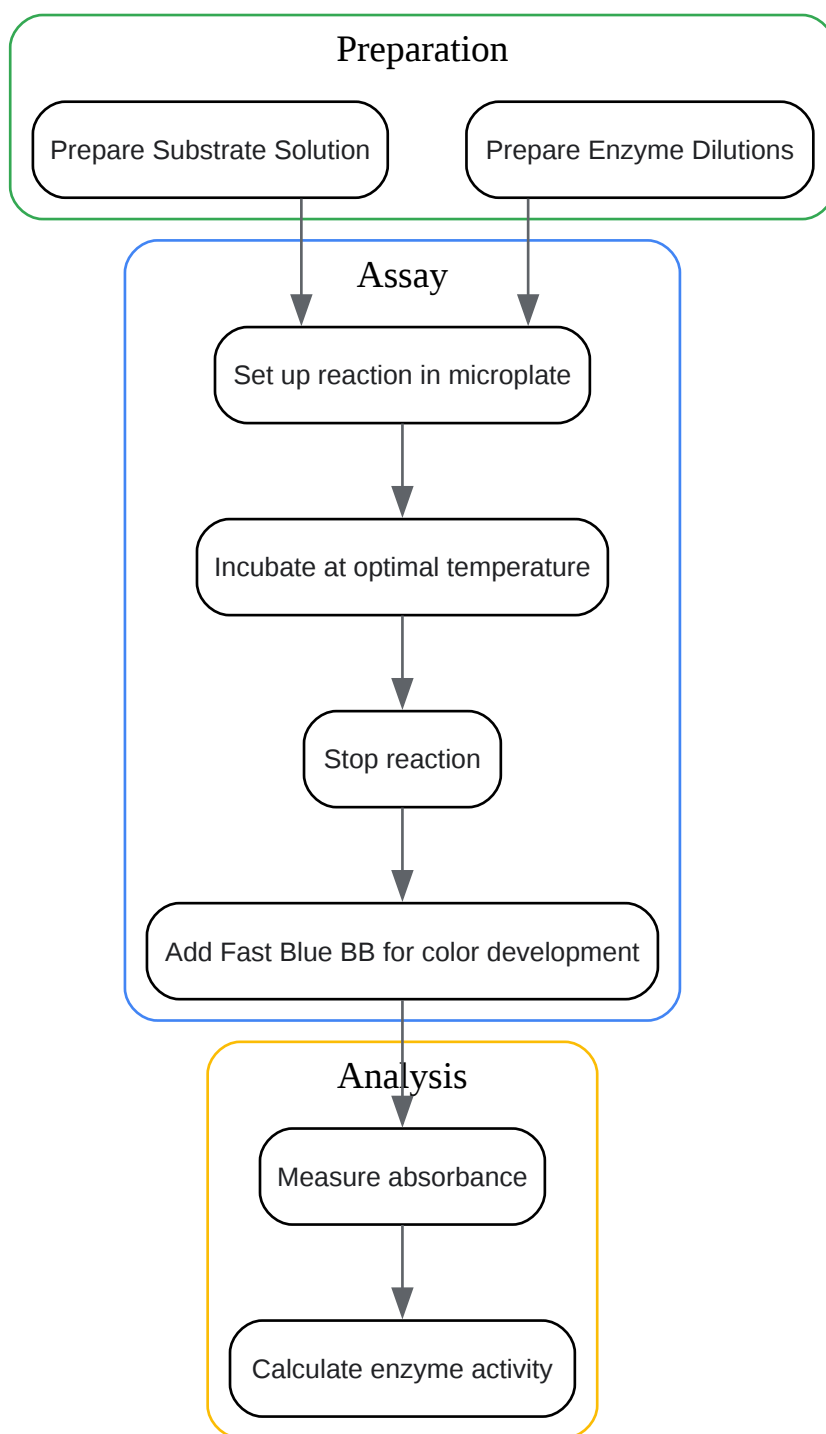 Preparation
Prepare Substrate Solution
Prepare Enzyme Dilutions
Assay
Set up reaction in microplate
Incubate at optimal temperature
Stop reaction
Add Fast Blue BB for color development
Analysis
Measure absorbance
Calculate enzyme activity